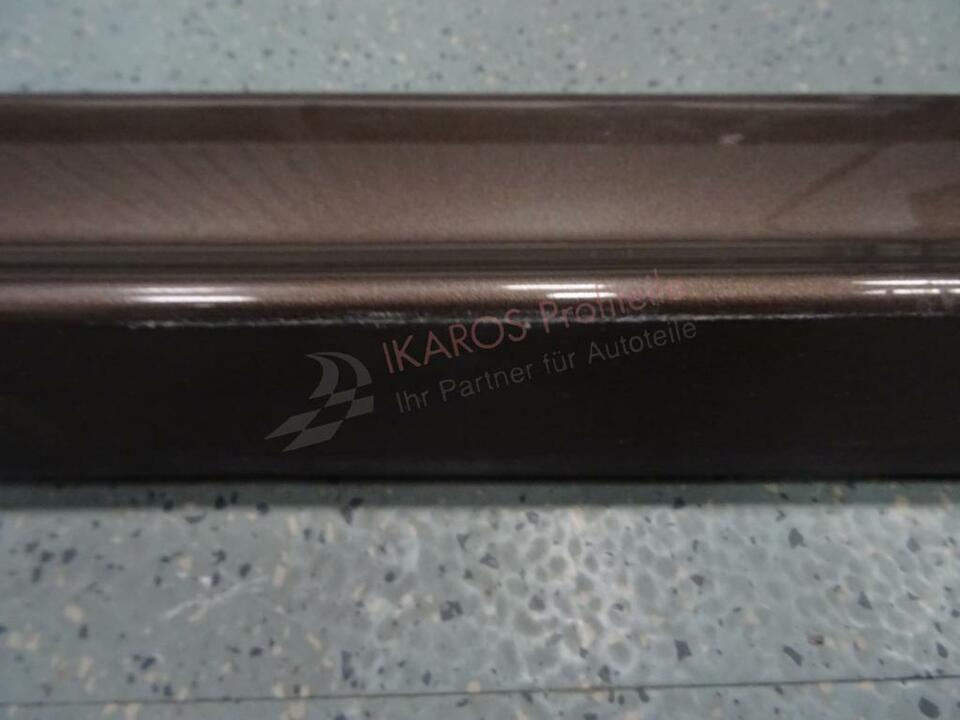 IKAROS Profiteile
Ihr Partner für Autoteile